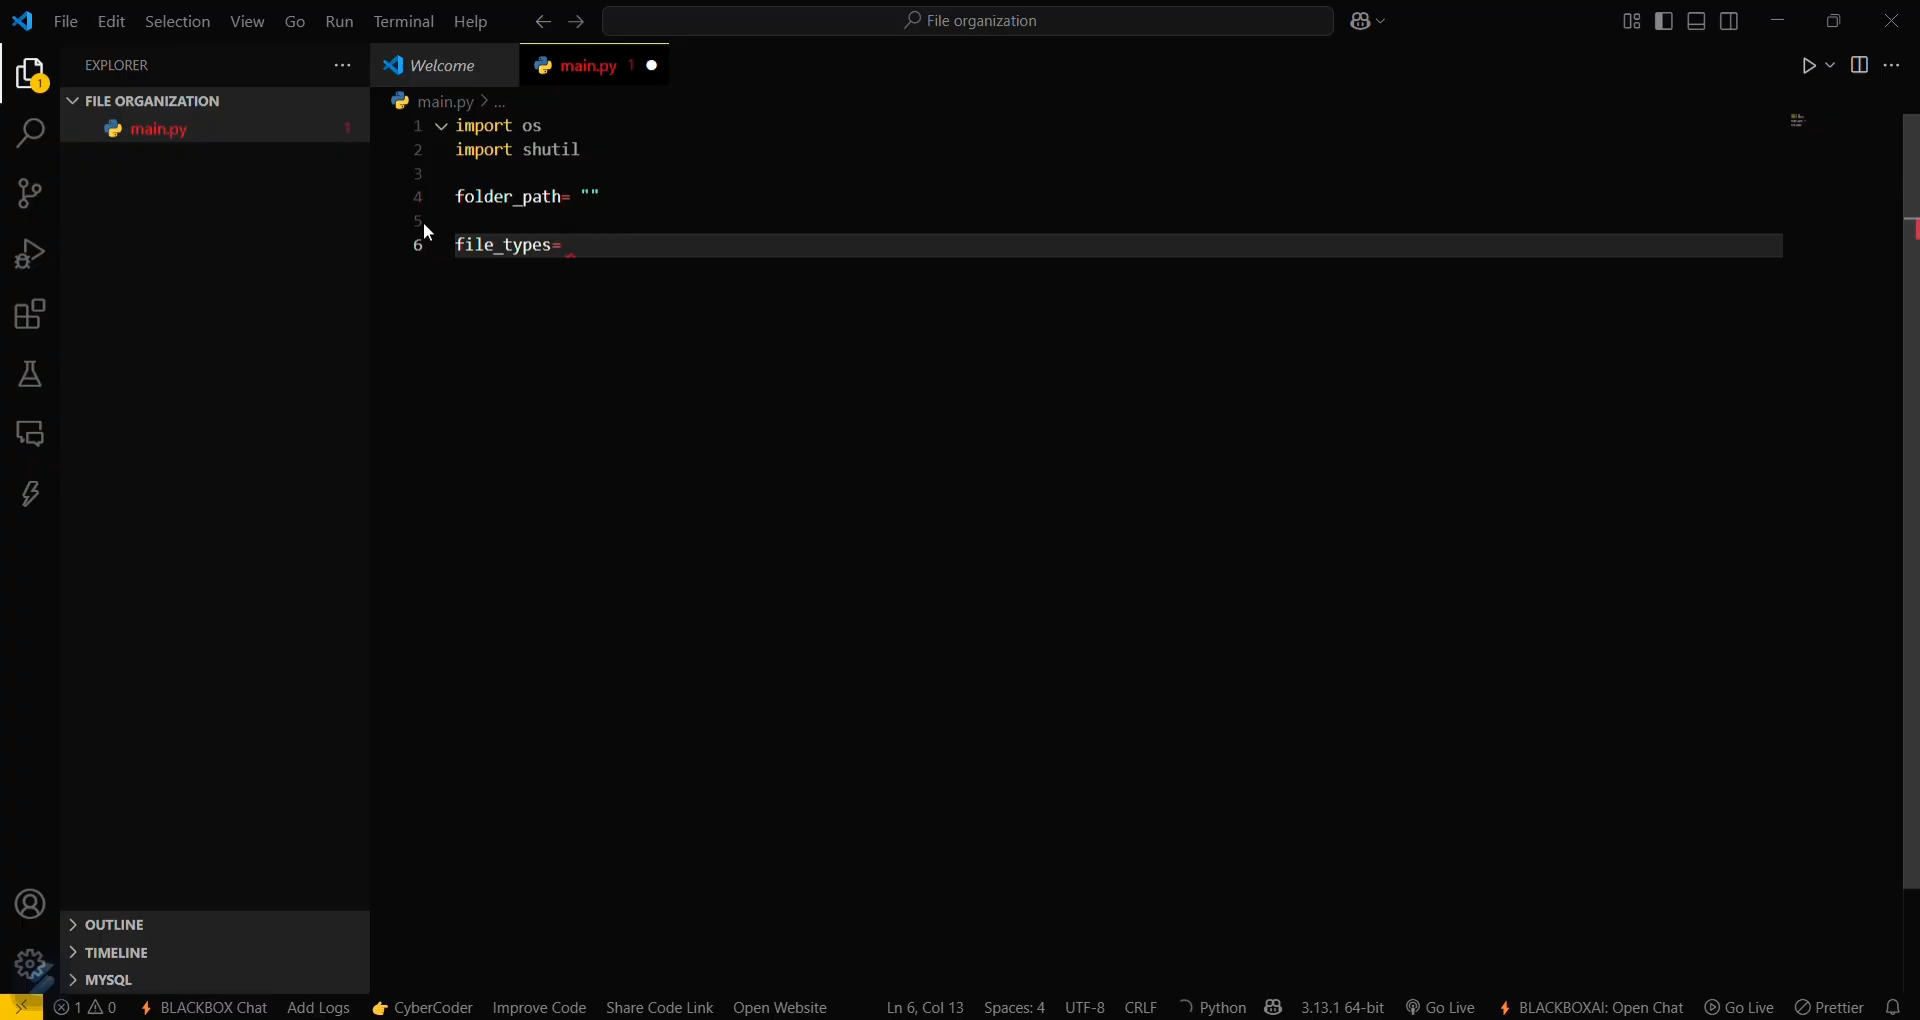 File Edit Selection View Go Run Terminal Help File organization
EXPLORER
Welcome
main.py 1
FILE ORGANIZATION
main.py > ...
main.py 1
1 import os
2 import shutil
3
4 folder_path= ""
5
6 file_types=
1
OUTLINE
TIMELINE
MYSQL
1 0 BLACKBOX Chat Add Logs CyberCoder Improve Code Share Code Link Open Website Ln 6, Col 13 Spaces: 4 UTF-8 CRLF Python 3.13.1 64-bit Go Live BLACKBOXAI: Open Chat Go Live Prettier